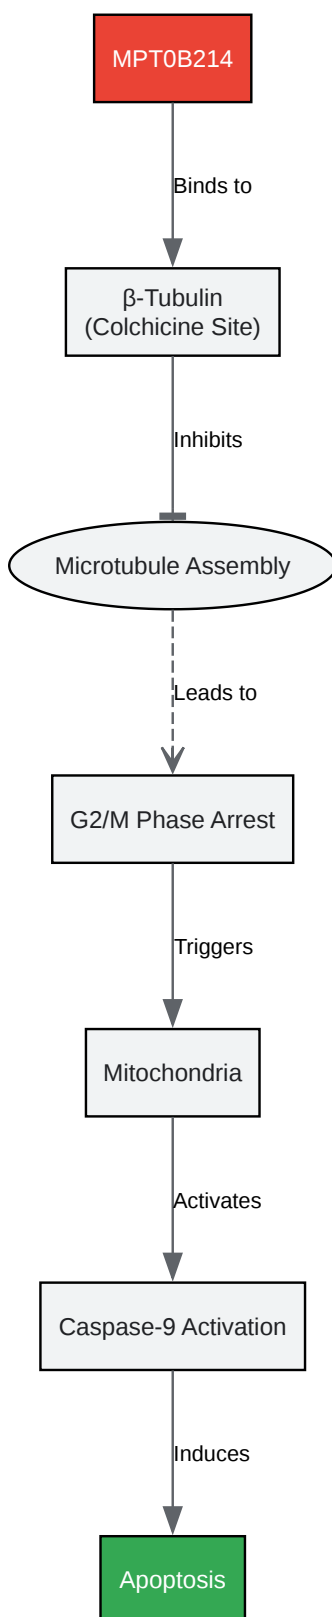 MPT0B214
Binds to
β-Tubulin
(Colchicine Site)
Inhibits
Microtubule Assembly
Leads to
G2/M Phase Arrest
Triggers
Mitochondria
Activates
Caspase-9 Activation
Induces
Apoptosis